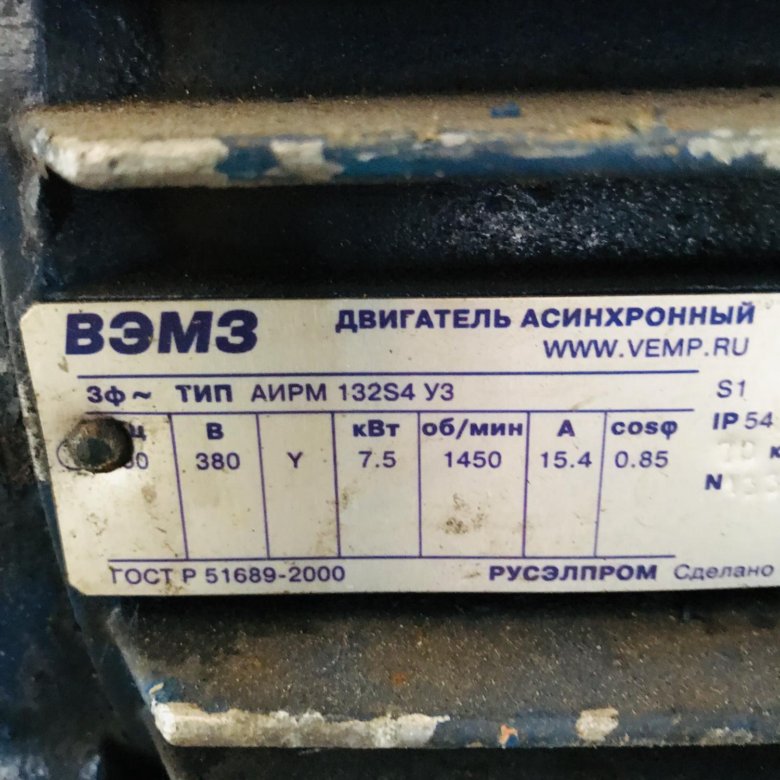 ВЭМЗ ДВИГАТЕЛЬ АСИНХРОННЫЙ
WWW.VEMP.RU
3ф ~ ТИП АИРМ 132S4 У3 S1
IP 54
В кВт об/мин А cosφ
380 Y 7.5 1450 15.4 0.85
N
ГОСТ Р 51689-2000 РУСЭЛПРОМ Сделано